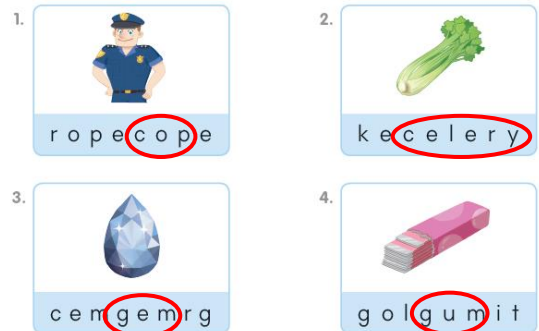 1.
r o p e c o p e
2.
k e c e l e r y
3.
c e m g e m r g
4.
g o l g u m i t